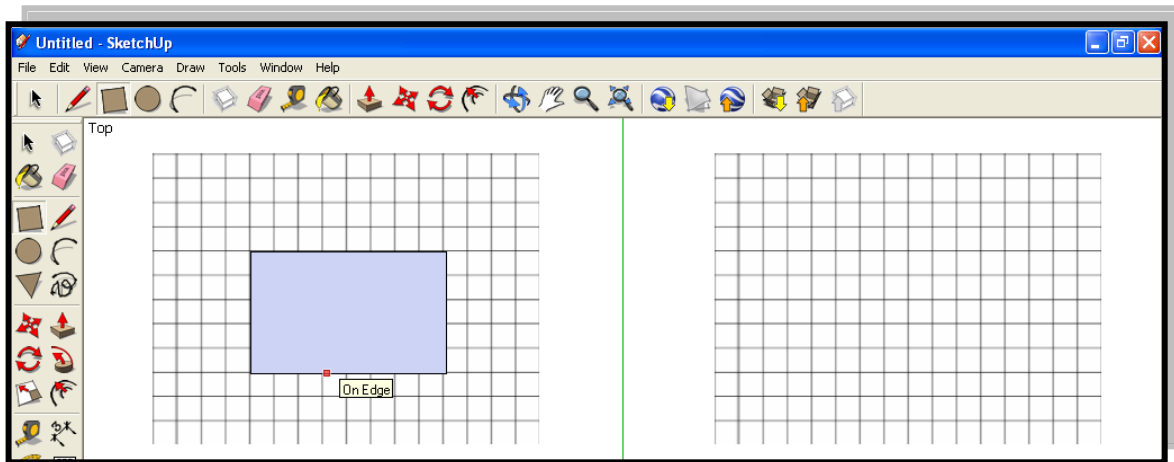 Untitled - SketchUp
File Edit View Camera Draw Tools Window Help
Top
On Edge